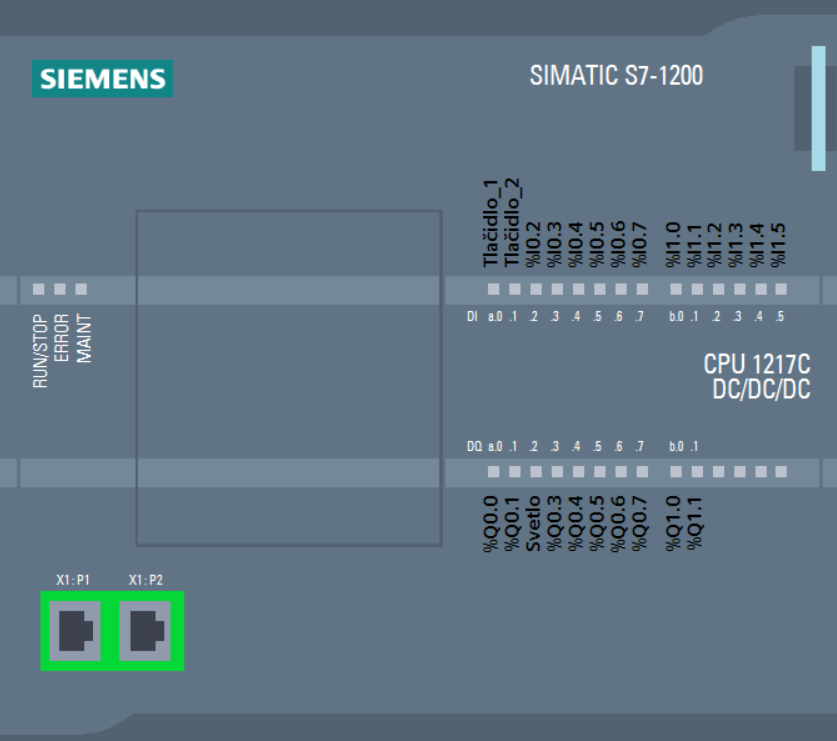 SIEMENS
SIMATIC S7-1200
Tlačidlo_1
Tlačidlo_2
%I0.2
%I0.3
%I0.4
%I0.5
%I0.6
%I0.7
%I1.0
%I1.1
%I1.2
%I1.3
%I1.4
%I1.5
DI a.0 .1 .2 .3 .4 .5 .6 .7 b.0 .1 .2 .3 .4 .5
RUN/STOP
ERROR
MAINT
CPU 1217C
DC/DC/DC
DQ a.0 .1 .2 .3 .4 .5 .6 .7 b.0 .1
%Q0.0
%Q0.1
Svetlo
%Q0.3
%Q0.4
%Q0.5
%Q0.6
%Q0.7
%Q1.0
%Q1.1
X1:P1 X1:P2